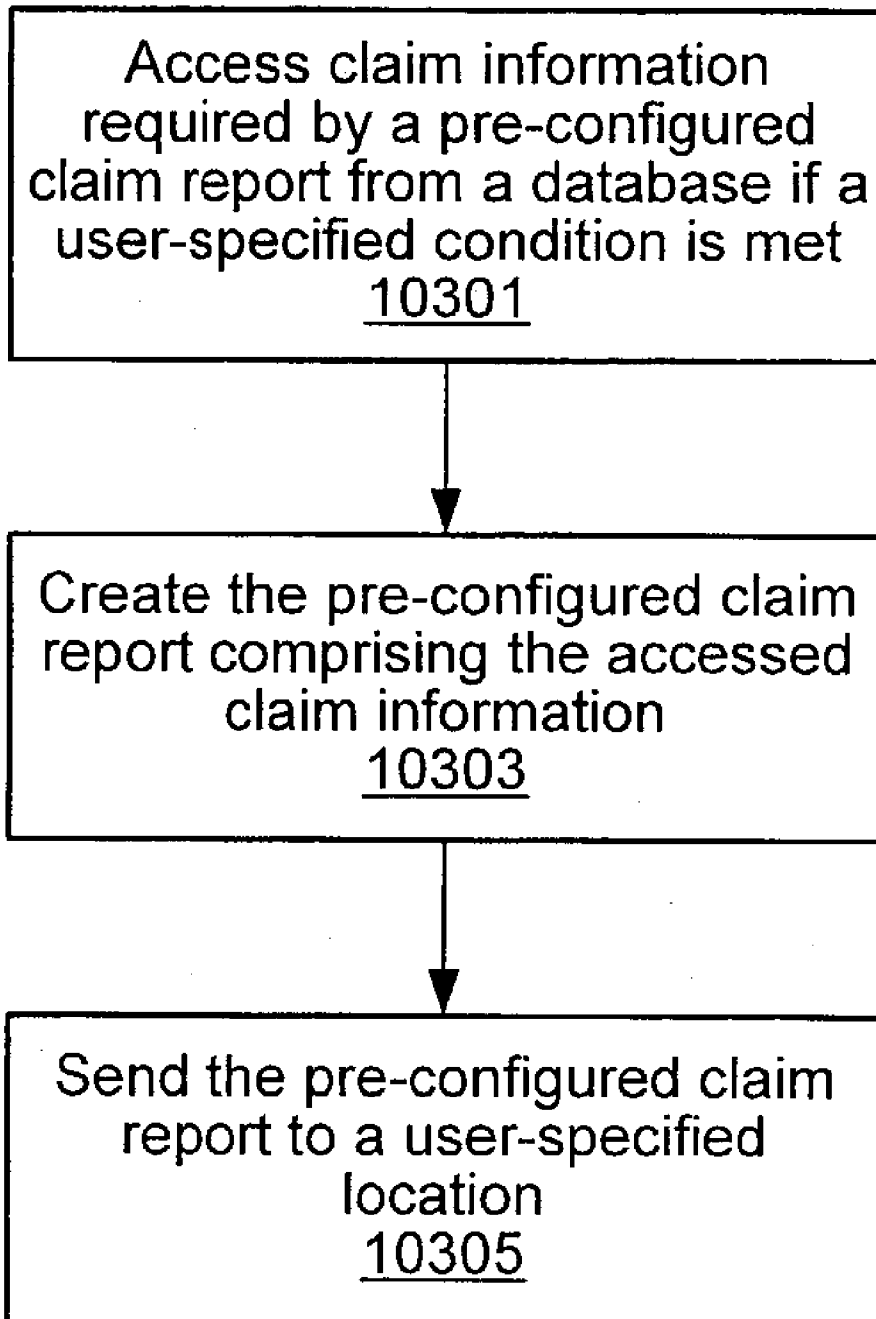 Access claim information
required by a pre-configured
claim report from a database if a
user-specified condition is met
10301
Create the pre-configured claim
report comprising the accessed
claim information
10303
Send the pre-configured claim
report to a user-specified
location
10305